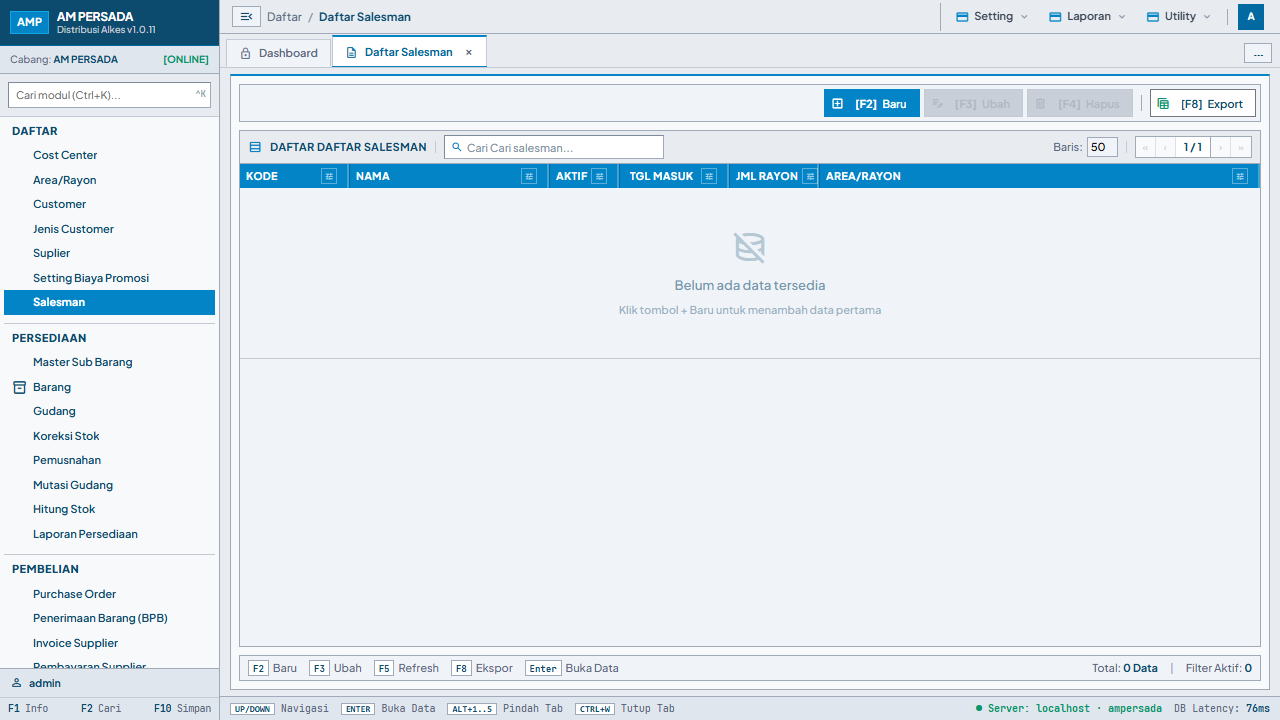 AMP
AM PERSADA
Distribusi Alkes v1.0.11
Cabang: AM PERSADA
[ONLINE]
Cari modul (Ctrl+K)...
^K
DAFTAR
Cost Center
Area/Rayon
Customer
Jenis Customer
Suplier
Setting Biaya Promosi
Salesman
PERSEDIAAN
Master Sub Barang
Barang
Gudang
Koreksi Stok
Pemusnahan
Mutasi Gudang
Hitung Stok
Laporan Persediaan
PEMBELIAN
Purchase Order
Penerimaan Barang (BPB)
Invoice Supplier
Pembayaran Supplier
admin
F1 Info F2 Cari F10 Simpan
Daftar / Daftar Salesman
Setting Laporan Utility A
Dashboard Daftar Salesman × ...
[F2] Baru [F3] Ubah [F4] Hapus [F8] Export
DAFTAR DAFTAR SALESMAN Cari Cari salesman... Baris: 50 « ‹ 1 / 1 › »
KODE NAMA AKTIF TGL MASUK JML RAYON AREA/RAYON
Belum ada data tersedia
Klik tombol + Baru untuk menambah data pertama
F2 Baru F3 Ubah F5 Refresh F8 Ekspor Enter Buka Data Total: 0 Data | Filter Aktif: 0
UP/DOWN Navigasi ENTER Buka Data ALT+1..5 Pindah Tab CTRL+W Tutup Tab Server: localhost · ampersada DB Latency: 76ms